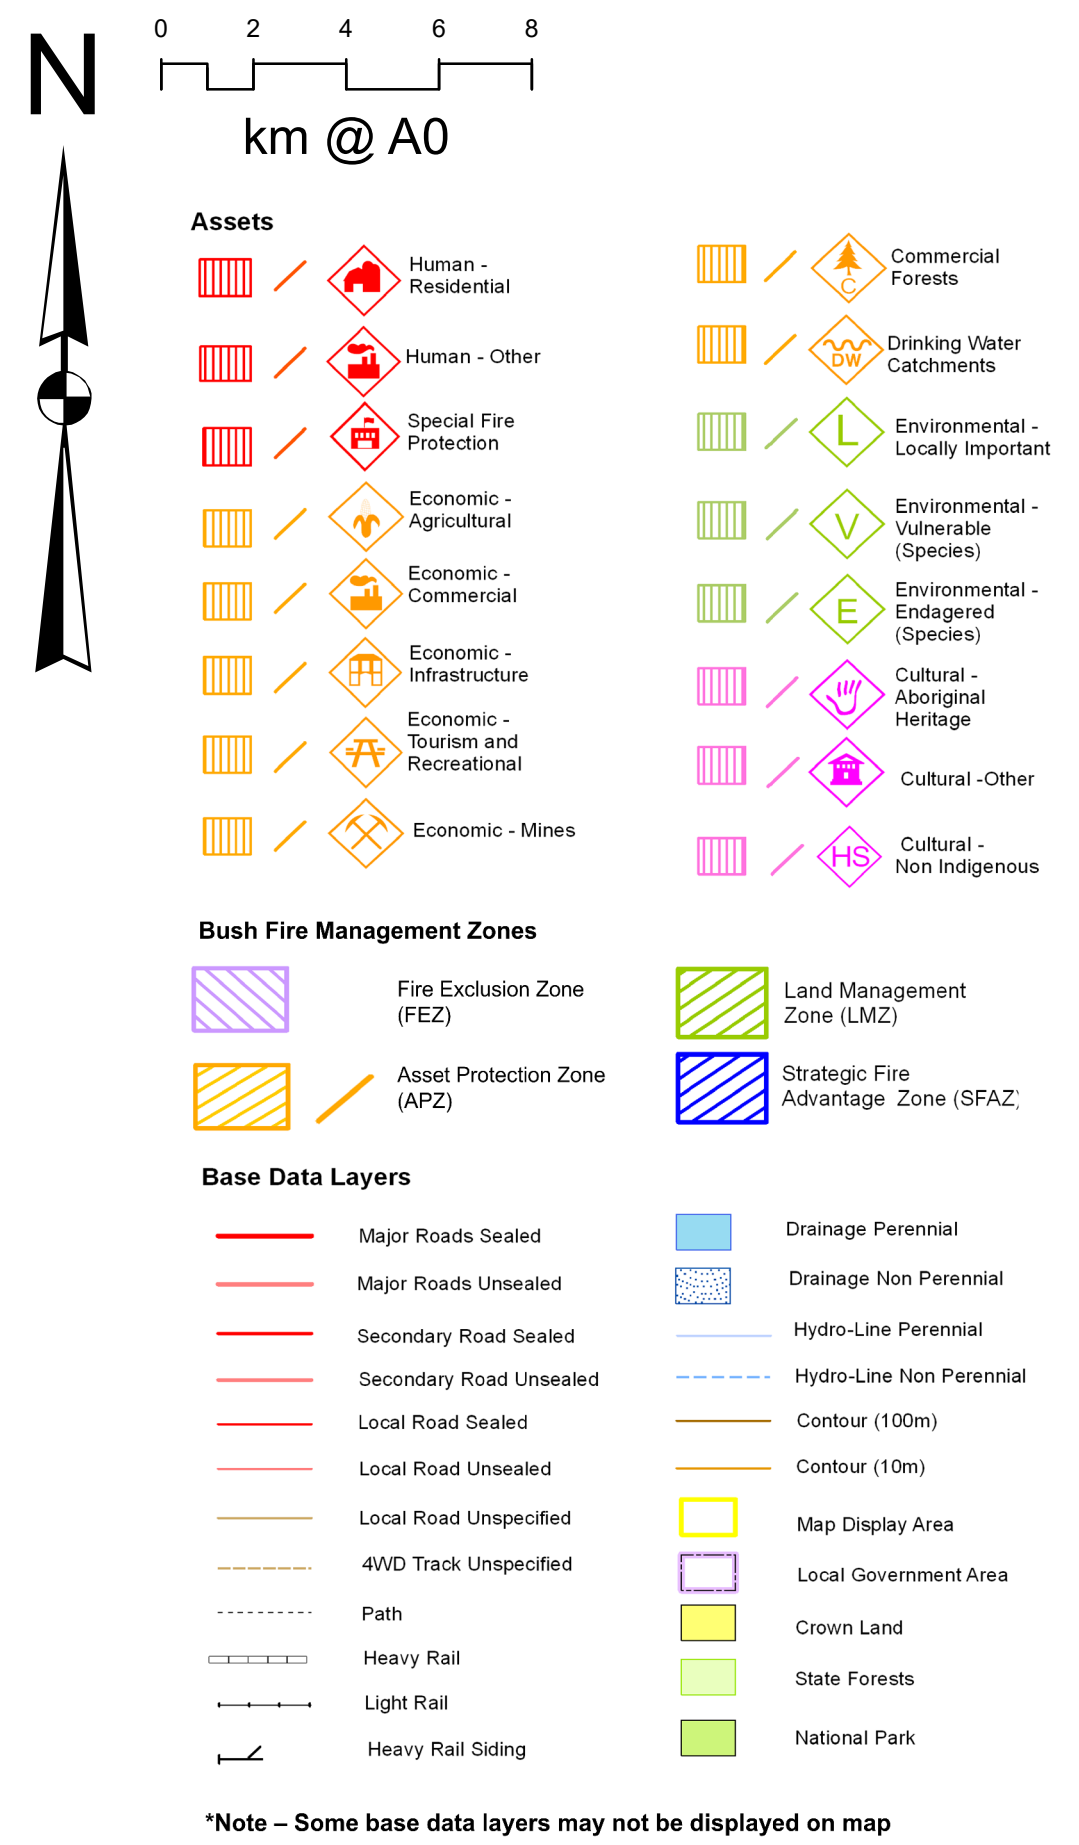 N
0 2 4 6 8
km @ A0
Assets
Human -
Residential
Human - Other
Special Fire
Protection
Economic -
Agricultural
Economic -
Commercial
Economic -
Infrastructure
Economic -
Tourism and
Recreational
Economic - Mines
C
Commercial
Forests
DW
Drinking Water
Catchments
L
Environmental -
Locally Important
V
Environmental -
Vulnerable
(Species)
E
Environmental -
Endagered
(Species)
Cultural -
Aboriginal
Heritage
Cultural -Other
HS
Cultural -
Non Indigenous
Bush Fire Management Zones
Fire Exclusion Zone
(FEZ)
Asset Protection Zone
(APZ)
Land Management
Zone (LMZ)
Strategic Fire
Advantage Zone (SFAZ)
Base Data Layers
Major Roads Sealed
Major Roads Unsealed
Secondary Road Sealed
Secondary Road Unsealed
Local Road Sealed
Local Road Unsealed
Local Road Unspecified
4WD Track Unspecified
Path
Heavy Rail
Light Rail
Heavy Rail Siding
Drainage Perennial
Drainage Non Perennial
Hydro-Line Perennial
Hydro-Line Non Perennial
Contour (100m)
Contour (10m)
Map Display Area
Local Government Area
Crown Land
State Forests
National Park
*Note – Some base data layers may not be displayed on map